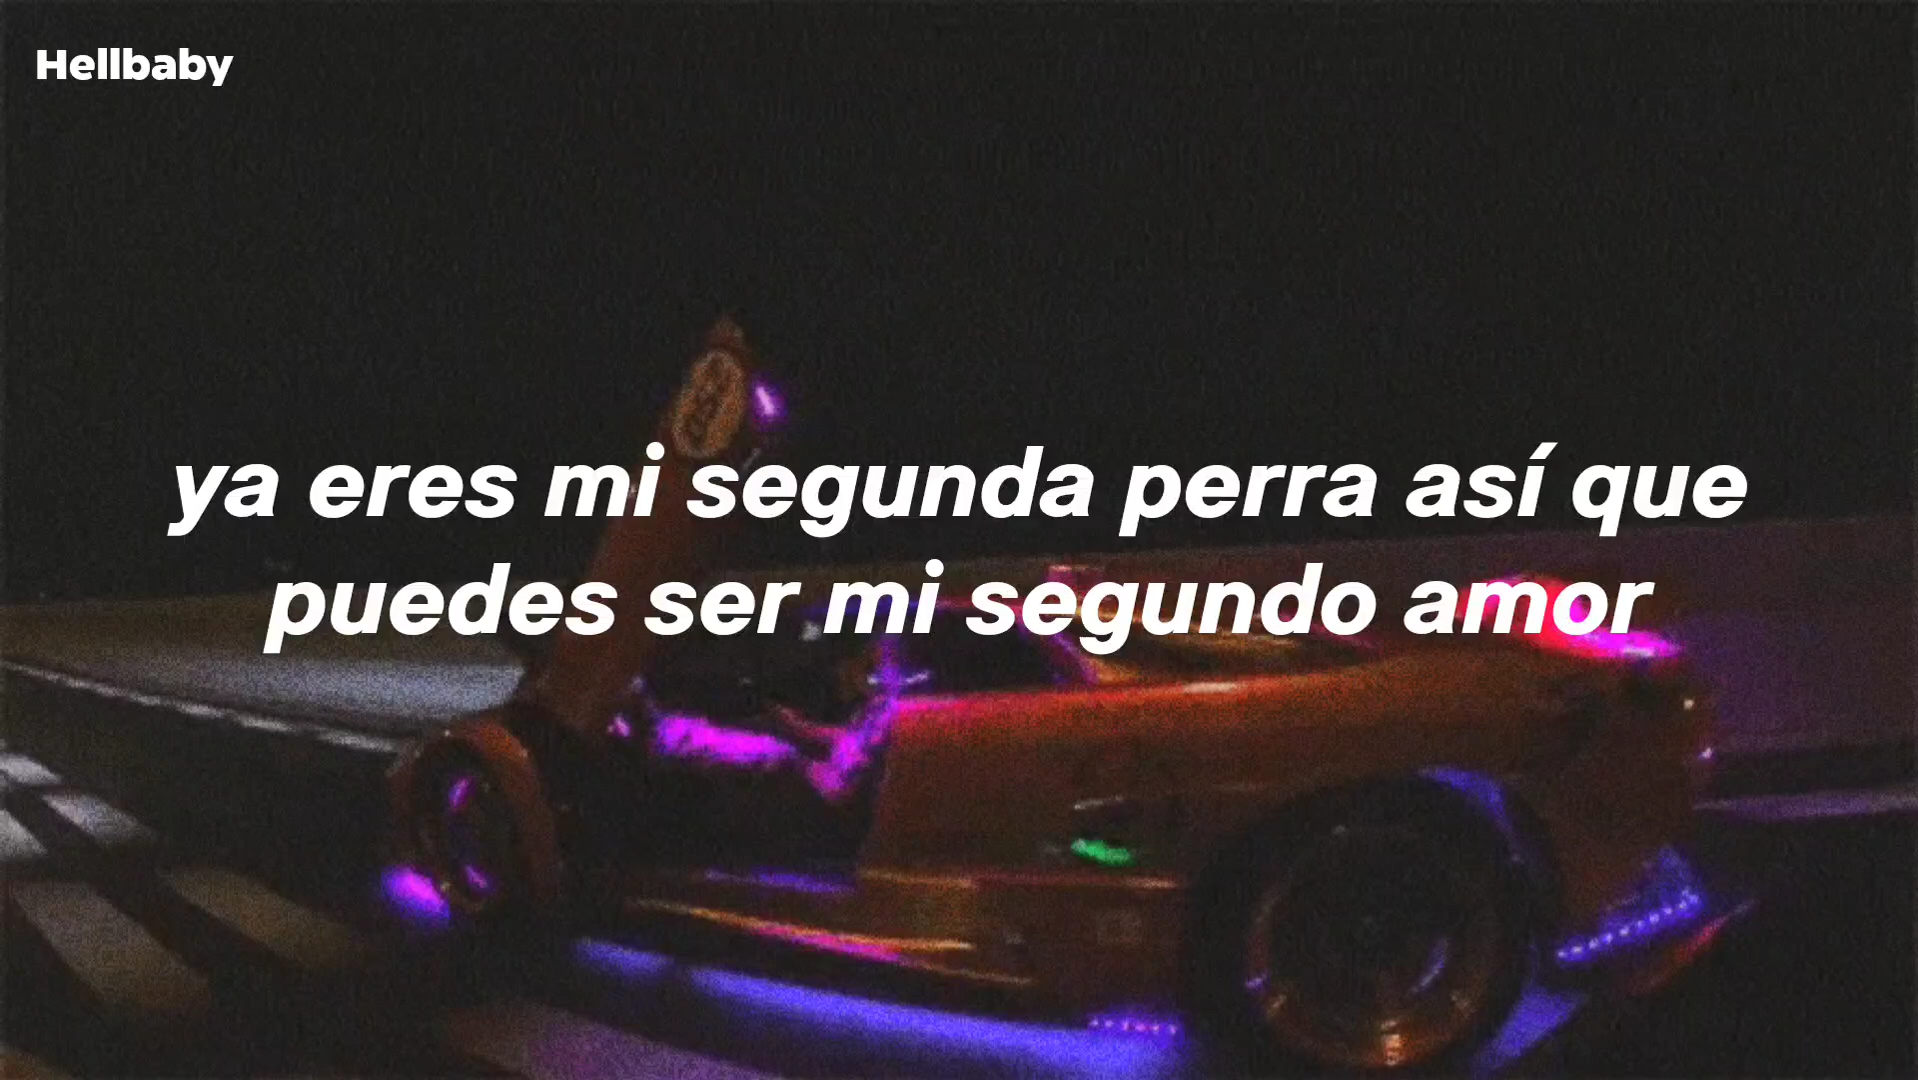 Hellbaby
ya eres mi segunda perra así que
puedes ser mi segundo amor